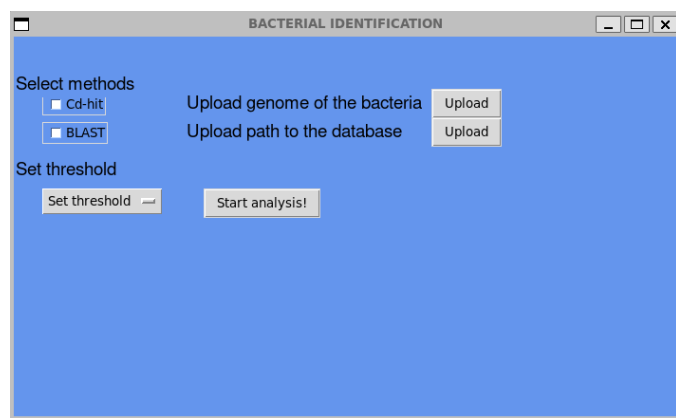 BACTERIAL IDENTIFICATION
Select methods
Cd-hit
Upload genome of the bacteria
Upload
BLAST
Upload path to the database
Upload
Set threshold
Set threshold
Start analysis!